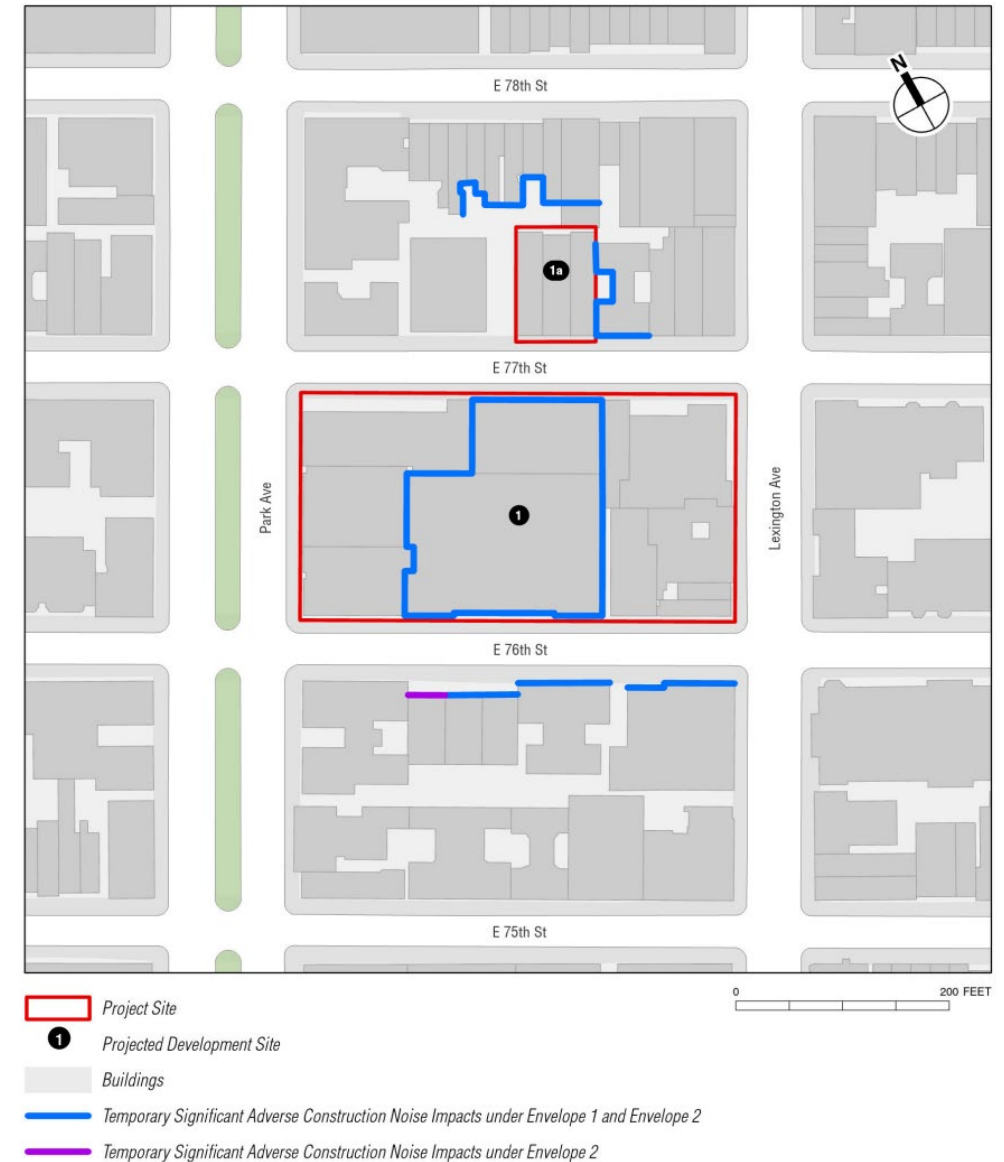 E 78th St
N
1a
E 77th St
Park Ave
1
Lexington Ave
E 76th St
E 75th St
0 200 FEET
Project Site
1 Projected Development Site
Buildings
Temporary Significant Adverse Construction Noise Impacts under Envelope 1 and Envelope 2
Temporary Significant Adverse Construction Noise Impacts under Envelope 2